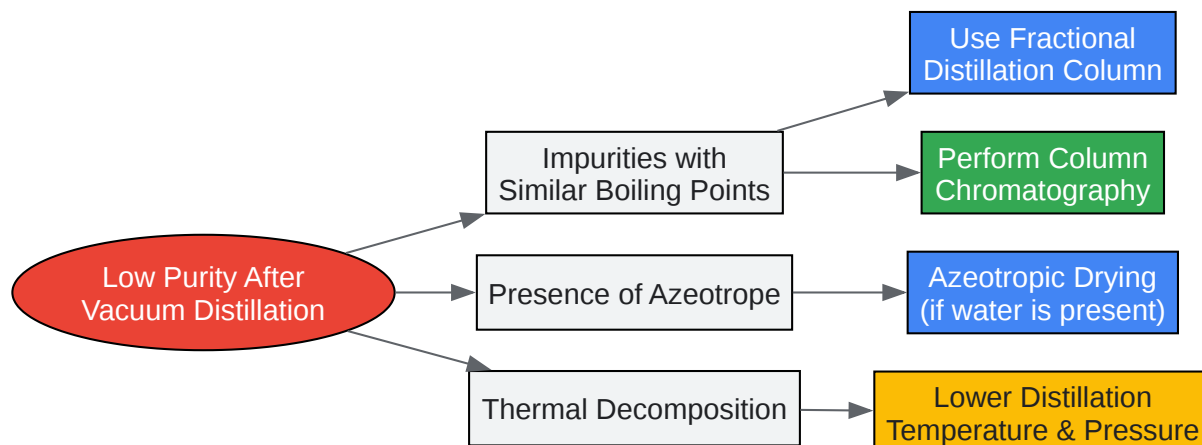 Use Fractional
Distillation Column
Impurities with
Similar Boiling Points
Perform Column
Chromatography
Low Purity After
Vacuum Distillation
Presence of Azeotrope
Azeotropic Drying
(if water is present)
Thermal Decomposition
Lower Distillation
Temperature & Pressure